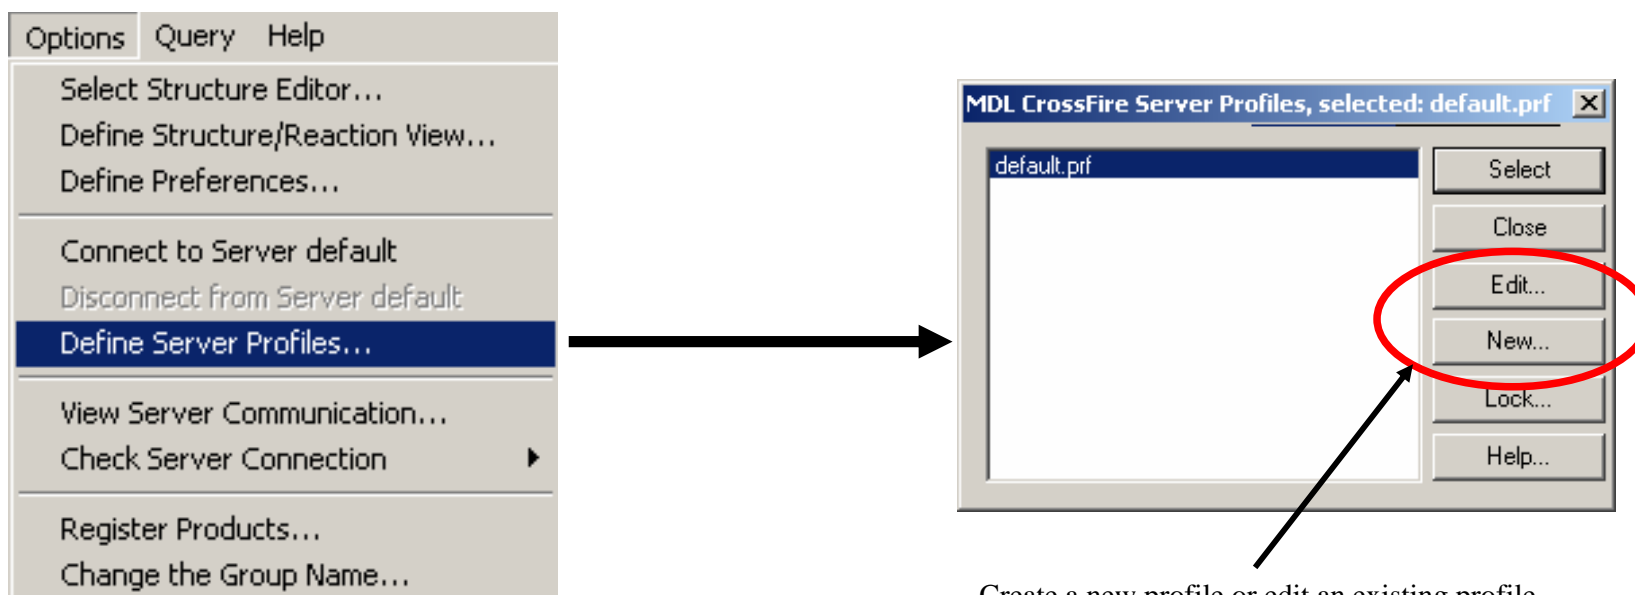 Options Query Help
Select Structure Editor...
Define Structure/Reaction View...
Define Preferences...
Connect to Server default
Disconnect from Server default
Define Server Profiles...
View Server Communication...
Check Server Connection
Register Products...
Change the Group Name...
MDL CrossFire Server Profiles, selected: default.prf
default.prf
Select
Close
Edit...
New...
Lock...
Help...
Create a new profile or edit an existing profile